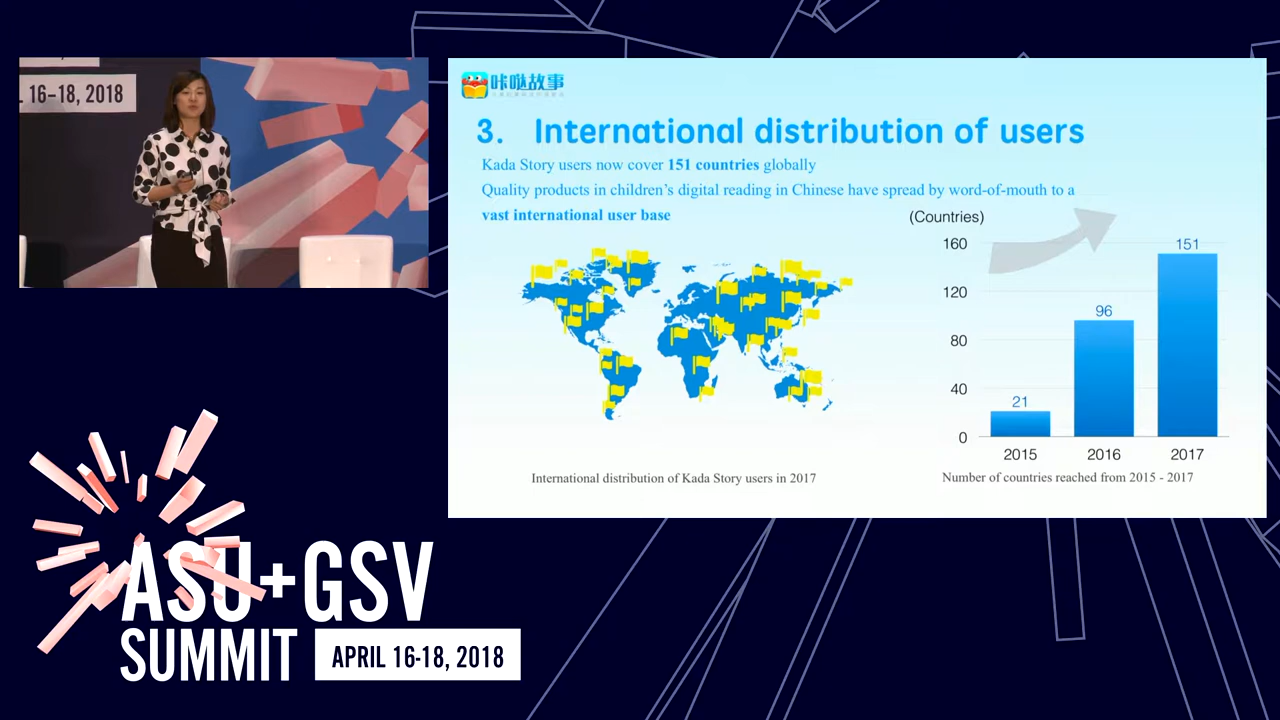 L 16-18, 2018
咔哒故事
3. International distribution of users
Kada Story users now cover 151 countries globally
Quality products in children's digital reading in Chinese have spread by word-of-mouth to a
vast international user base
(Countries)
160
120
80
40
0
21
96
151
2015 2016 2017
International distribution of Kada Story users in 2017
Number of countries reached from 2015 - 2017
ASU+GSV
SUMMIT
APRIL 16-18, 2018